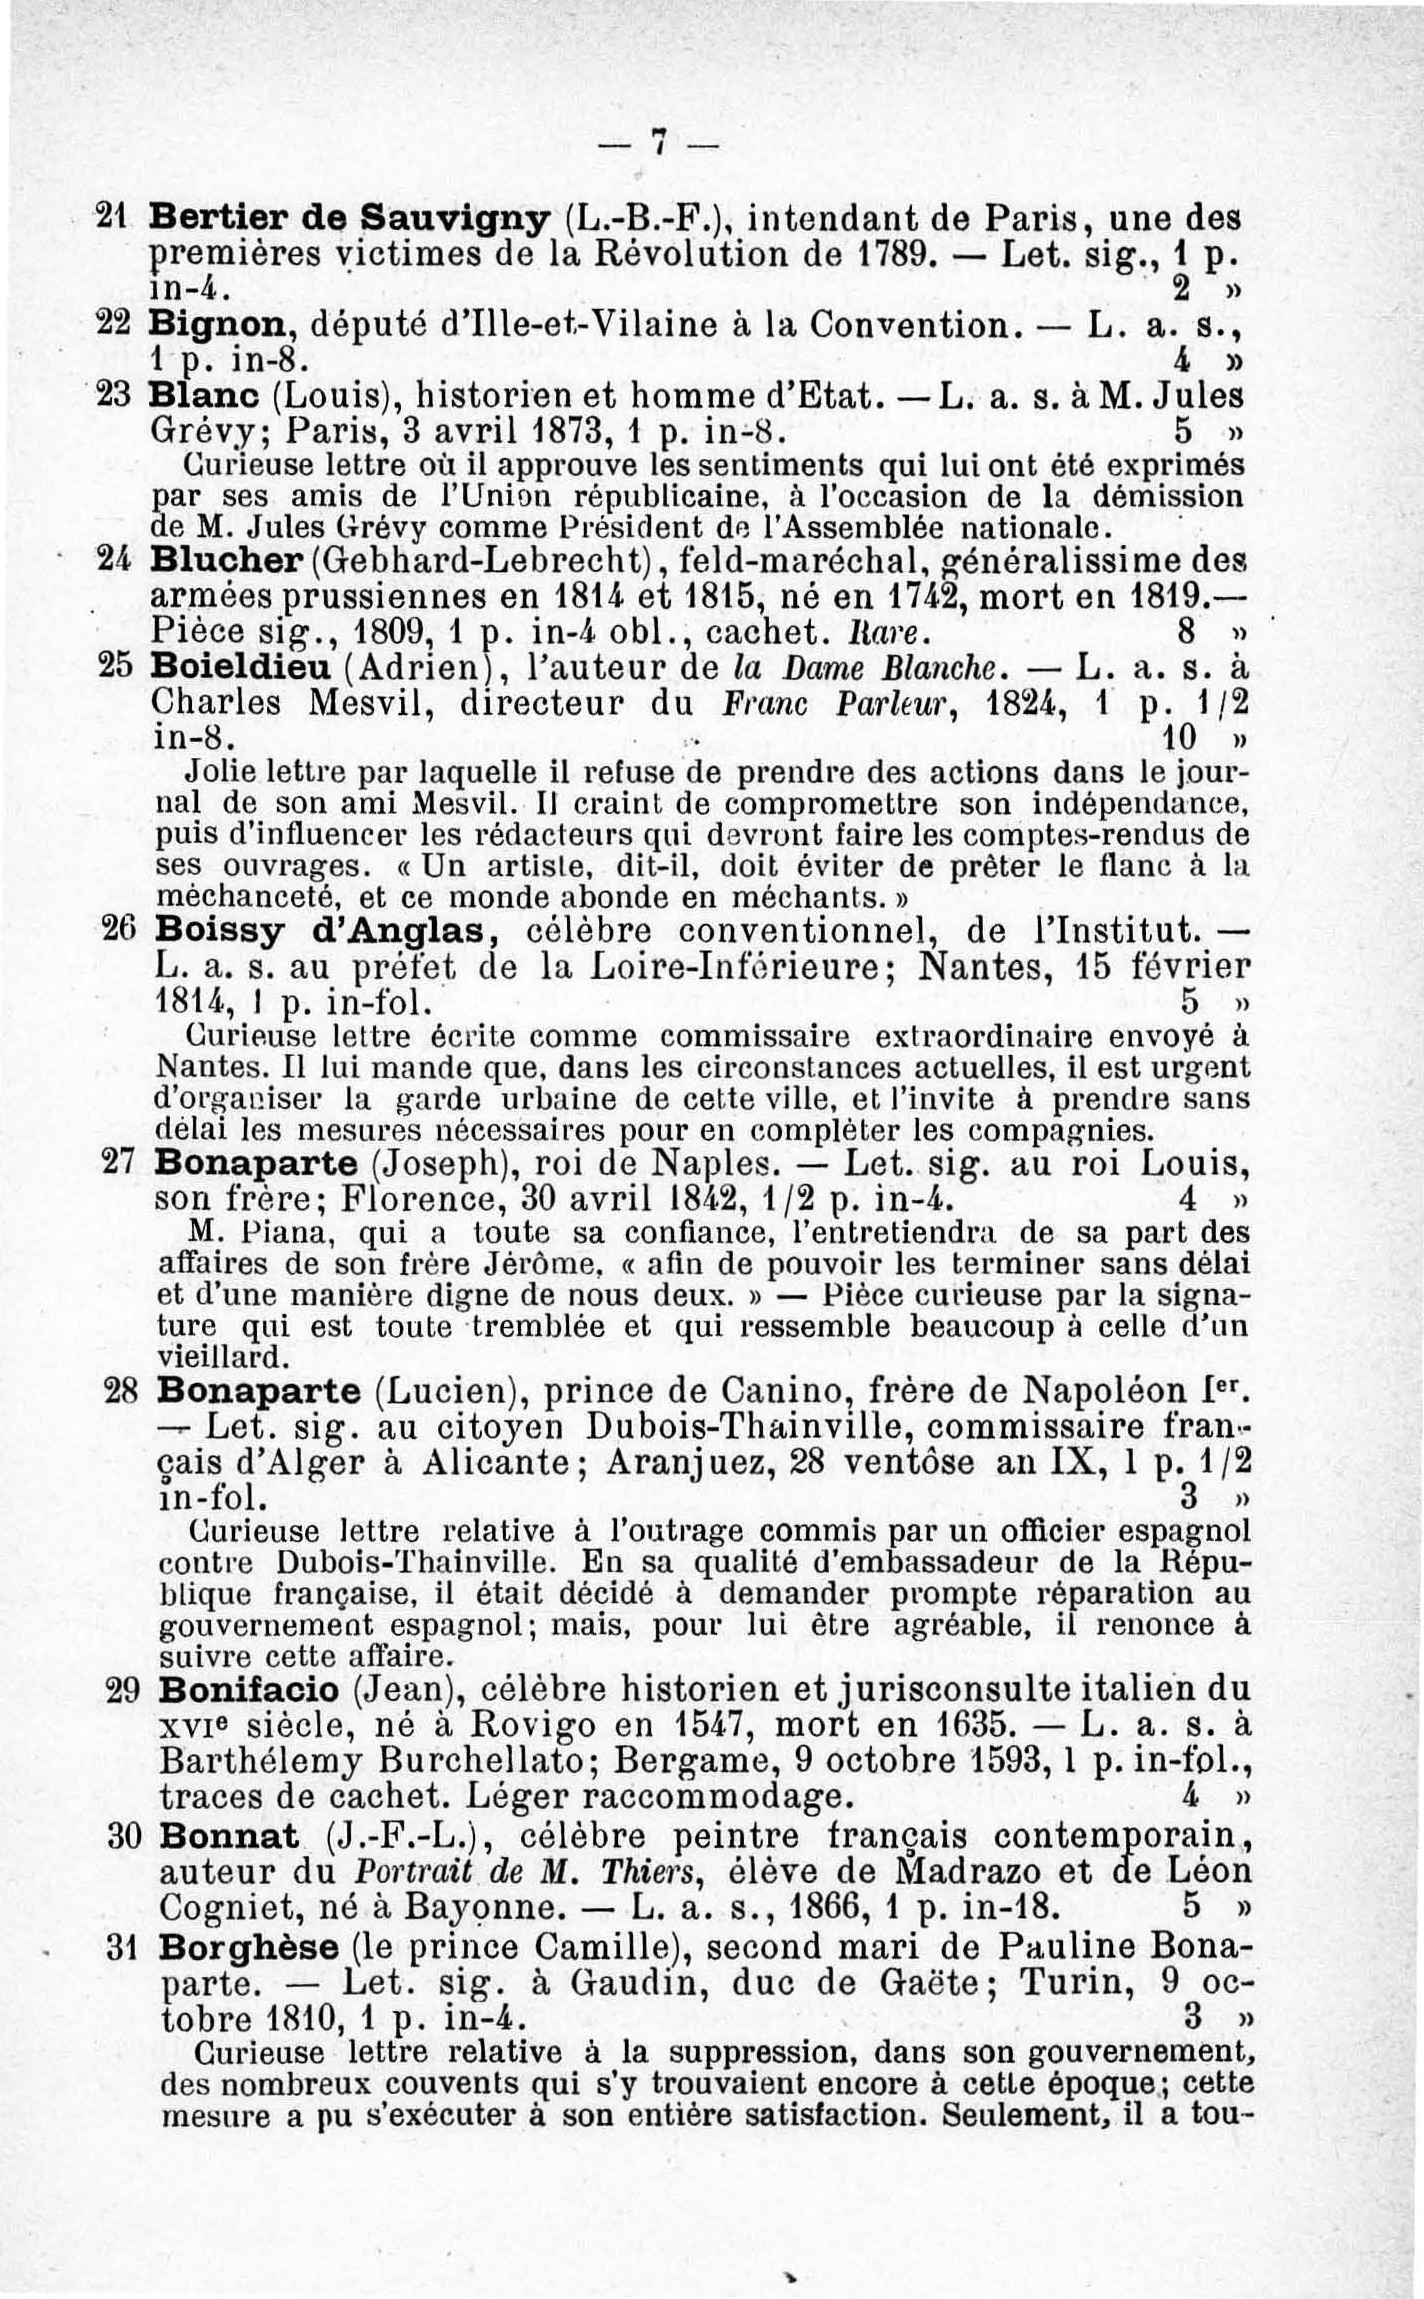 — 7 —
21 Bertier de Sauvigny (L.-B.-F.), intendant de Paris, une des
premières victimes de la Révolution de 1789. — Let. sig., 1 p.
in-4. 2 »
22 Bignon, député d'Ille-et-Vilaine à la Convention. — L. a. s.,
1 p. in-8. 4 »
23 Blanc (Louis), historien et homme d'Etat. — L. a. s. à M. Jules
Grévy; Paris, 3 avril 1873, 1 p. in-8. 5 »
Curieuse lettre où il approuve les sentiments qui lui ont été exprimés
par ses amis de l'Union républicaine, à l'occasion de la démission
de M. Jules Grévy comme Président de l'Assemblée nationale.
24 Blucher (Gebhard-Lebrecht), feld-maréchal, généralissime des
armées prussiennes en 1814 et 1815, né en 1742, mort en 1819.—
Pièce sig., 1809, 1 p. in-4 obl., cachet. Rare. 8 »
25 Boieldieu (Adrien), l'auteur de la Dame Blanche. — L. a. s. à
Charles Mesvil, directeur du Franc Parleur, 1824, 1 p. 1/2
in-8. 10 »
Jolie lettre par laquelle il refuse de prendre des actions dans le jour-
nal de son ami Mesvil. Il craint de compromettre son indépendance,
puis d'influencer les rédacteurs qui devront faire les comptes-rendus de
ses ouvrages. « Un artiste, dit-il, doit éviter de prêter le flanc à la
méchanceté, et ce monde abonde en méchants. »
26 Boissy d'Anglas, célèbre conventionnel, de l'Institut. —
L. a. s. au préfet de la Loire-Inférieure; Nantes, 15 février
1814, 1 p. in-fol. 5 »
Curieuse lettre écrite comme commissaire extraordinaire envoyé à
Nantes. Il lui mande que, dans les circonstances actuelles, il est urgent
d'organiser la garde urbaine de cette ville, et l'invite à prendre sans
délai les mesures nécessaires pour en compléter les compagnies.
27 Bonaparte (Joseph), roi de Naples. — Let. sig. au roi Louis,
son frère; Florence, 30 avril 1842, 1/2 p. in-4. 4 »
M. Piana, qui a toute sa confiance, l'entretiendra de sa part des
affaires de son frère Jérôme, « afin de pouvoir les terminer sans délai
et d'une manière digne de nous deux. » — Pièce curieuse par la signa-
ture qui est toute tremblée et qui ressemble beaucoup à celle d'un
vieillard.
28 Bonaparte (Lucien), prince de Canino, frère de Napoléon Ier.
— Let. sig. au citoyen Dubois-Thainville, commissaire fran-
çais d'Alger à Alicante; Aranjuez, 28 ventôse an IX, 1 p. 1/2
in-fol. 3 »
Curieuse lettre relative à l'outrage commis par un officier espagnol
contre Dubois-Thainville. En sa qualité d'embassadeur de la Répu-
blique française, il était décidé à demander prompte réparation au
gouvernement espagnol; mais, pour lui être agréable, il renonce à
suivre cette affaire.
29 Bonifacio (Jean), célèbre historien et jurisconsulte italien du
XVIe siècle, né à Rovigo en 1547, mort en 1635. — L. a. s. à
Barthélemy Burchellato; Bergame, 9 octobre 1593, 1 p. in-fol.,
traces de cachet. Léger raccommodage. 4 »
30 Bonnat (J.-F.-L.), célèbre peintre français contemporain,
auteur du Portrait de M. Thiers, élève de Madrazo et de Léon
Cogniet, né à Bayonne. — L. a. s., 1866, 1 p. in-18. 5 »
31 Borghèse (le prince Camille), second mari de Pauline Bona-
parte. — Let. sig. à Gaudin, duc de Gaëte; Turin, 9 oc-
tobre 1810, 1 p. in-4. 3 »
Curieuse lettre relative à la suppression, dans son gouvernement,
des nombreux couvents qui s'y trouvaient encore à cette époque; cette
mesure a pu s'exécuter à son entière satisfaction. Seulement, il a tou-